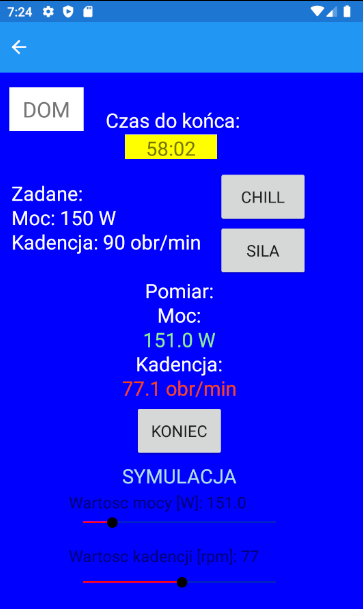 7:24
DOM
Czas do końca:
58:02
Zadane:
Moc: 150 W
Kadencja: 90 obr/min
CHILL
SILA
Pomiar:
Moc:
151.0 W
Kadencja:
77.1 obr/min
KONIEC
SYMULACJA
Wartosc mocy [W]: 151.0
Wartosc kadencji [rpm]: 77